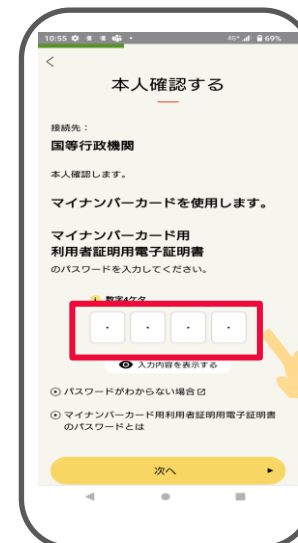 10:55
4G+ 69%
本人確認する
接続先：
国等行政機関
本人確認します。
マイナンバーカードを使用します。
マイナンバーカード用
利用者証明用電子証明書
のパスワードを入力してください。
数字4ケタ
入力内容を表示する
パスワードがわからない場合
マイナンバーカード用利用者証明用電子証明書
のパスワードとは
次へ